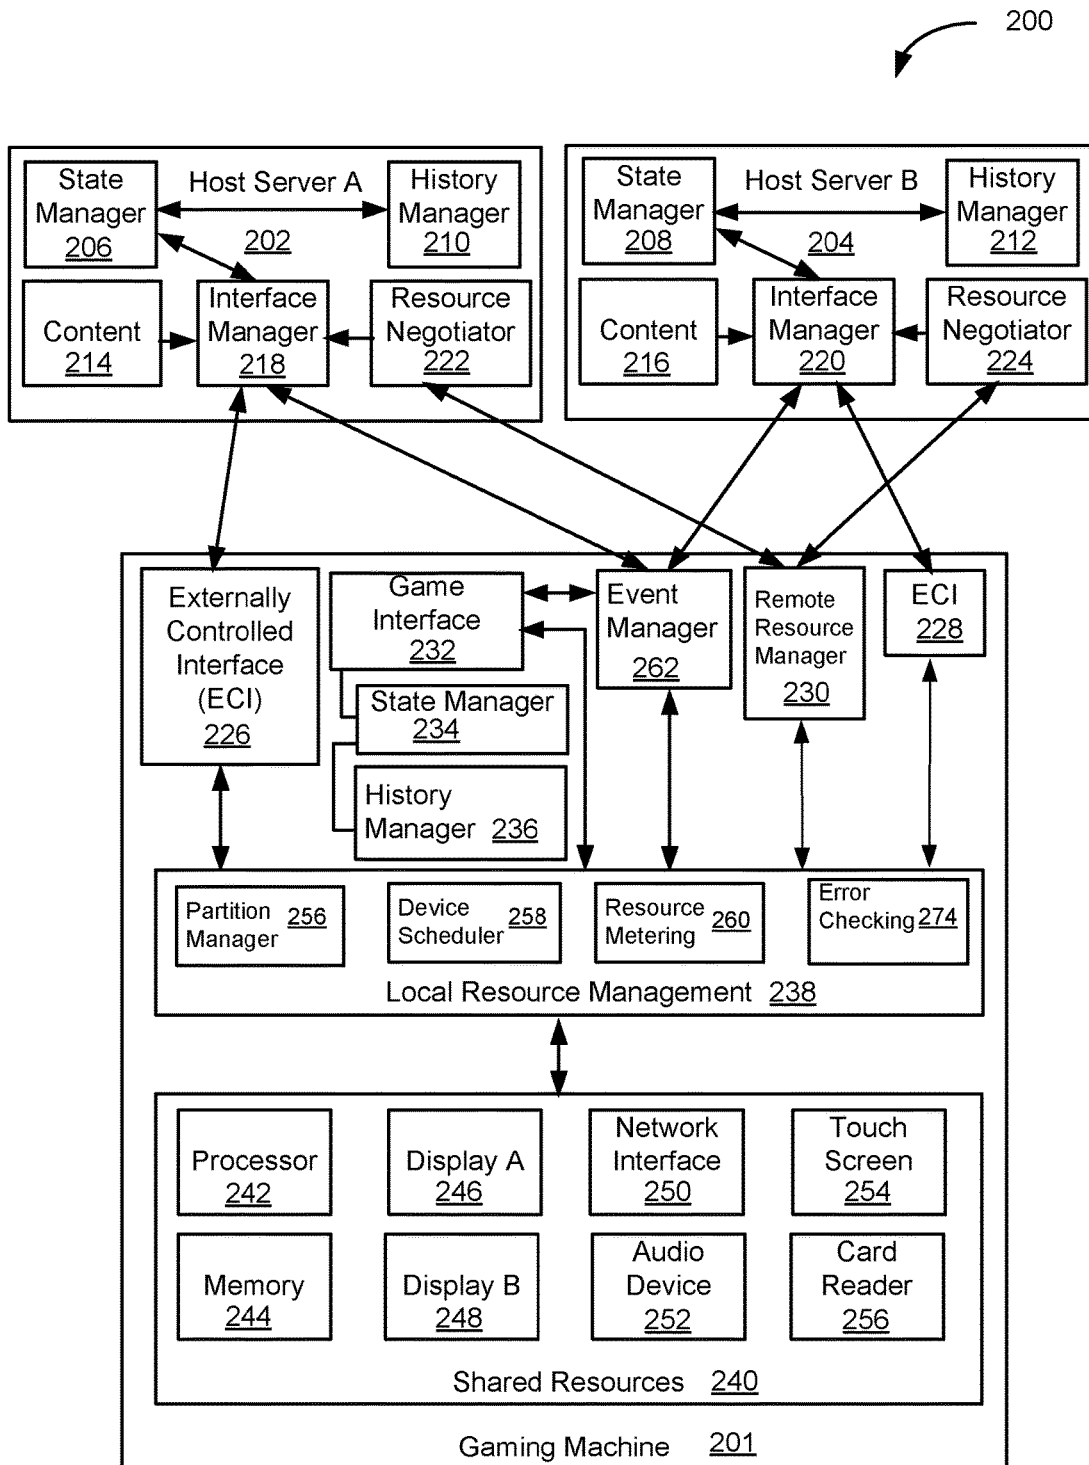 200
State
Manager
206
Host Server A
202
History
Manager
210
Content
214
Interface
Manager
218
Resource
Negotiator
222
State
Manager
208
Host Server B
204
History
Manager
212
Content
216
Interface
Manager
220
Resource
Negotiator
224
Externally
Controlled
Interface
(ECI)
226
Game
Interface
232
State Manager
234
History
Manager 236
Event
Manager
262
Remote
Resource
Manager
230
ECI
228
Partition
Manager
256
Device
Scheduler
258
Resource
Metering
260
Error
Checking
274
Local Resource Management 238
Processor
242
Display A
246
Network
Interface
250
Touch
Screen
254
Memory
244
Display B
248
Audio
Device
252
Card
Reader
256
Shared Resources 240
Gaming Machine 201